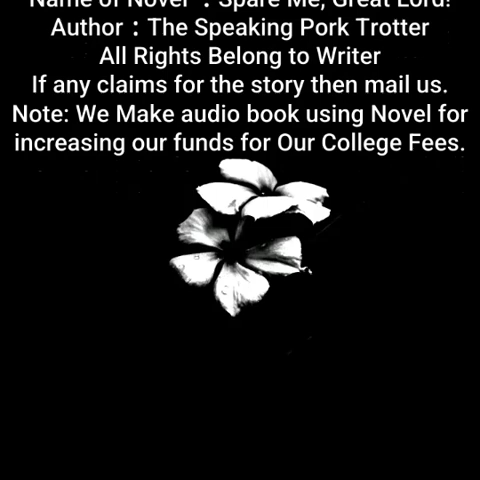 Name of Novel : Spare Me, Great Lord!
Author : The Speaking Pork Trotter
All Rights Belong to Writer
If any claims for the story then mail us.
Note: We Make audio book using Novel for
increasing our funds for Our College Fees.